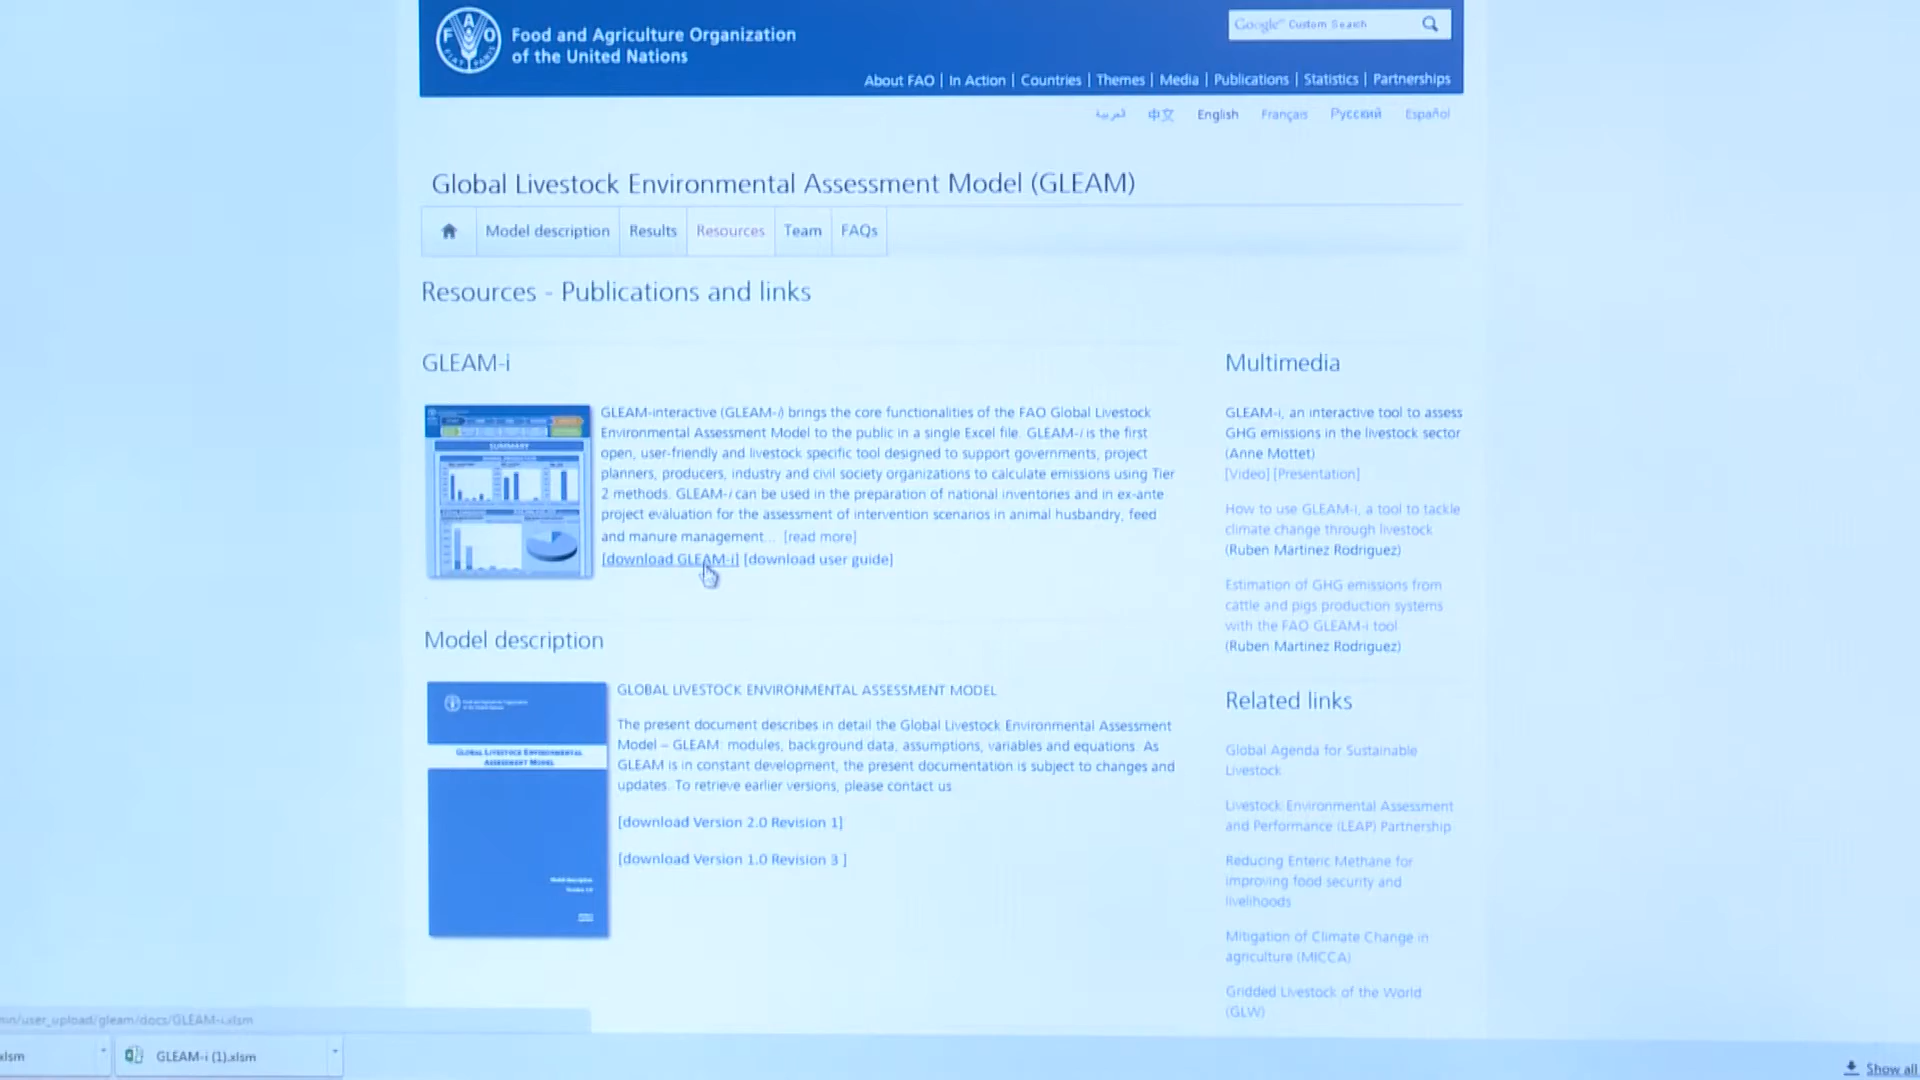 Food and Agriculture Organization
of the United Nations
Google Custom Search
About FAO | In Action | Countries | Themes | Media | Publications | Statistics | Partnerships
العربية 中文 English Français Русский Español
Global Livestock Environmental Assessment Model (GLEAM)
Model description Results Resources Team FAQs
Resources - Publications and links
GLEAM-i
GLEAM-interactive (GLEAM-i) brings the core functionalities of the FAO Global Livestock
Environmental Assessment Model to the public in a single Excel file. GLEAM-i is the first
open, user-friendly and livestock specific tool designed to support governments, project
planners, producers, industry and civil society organizations to calculate emissions using Tier
2 methods. GLEAM-i can be used in the preparation of national inventories and in ex-ante
project evaluation for the assessment of intervention scenarios in animal husbandry, feed
and manure management... [read more]
[download GLEAM-i] [download user guide]
SUMMARY
Model description
GLOBAL LIVESTOCK ENVIRONMENTAL
ASSESSMENT MODEL
GLOBAL LIVESTOCK ENVIRONMENTAL ASSESSMENT MODEL
The present document describes in detail the Global Livestock Environmental Assessment
Model – GLEAM: modules, background data, assumptions, variables and equations. As
GLEAM is in constant development, the present documentation is subject to changes and
updates. To retrieve earlier versions, please contact us
[download Version 2.0 Revision 1]
[download Version 1.0 Revision 3 ]
Multimedia
GLEAM-i, an interactive tool to assess
GHG emissions in the livestock sector
(Anne Mottet)
[Video] [Presentation]
How to use GLEAM-i, a tool to tackle
climate change through livestock
(Ruben Martinez Rodriguez)
Estimation of GHG emissions from
cattle and pigs production systems
with the FAO GLEAM-i tool
(Ruben Martinez Rodriguez)
Related links
Global Agenda for Sustainable
Livestock
Livestock Environmental Assessment
and Performance (LEAP) Partnership
Reducing Enteric Methane for
improving food security and
livelihoods
Mitigation of Climate Change in
agriculture (MICCA)
Gridded Livestock of the World
(GLW)
min/user_upload/gleam/docs/GLEAM-i.xlsm
xlsm
GLEAM-i (1).xlsm
Show all